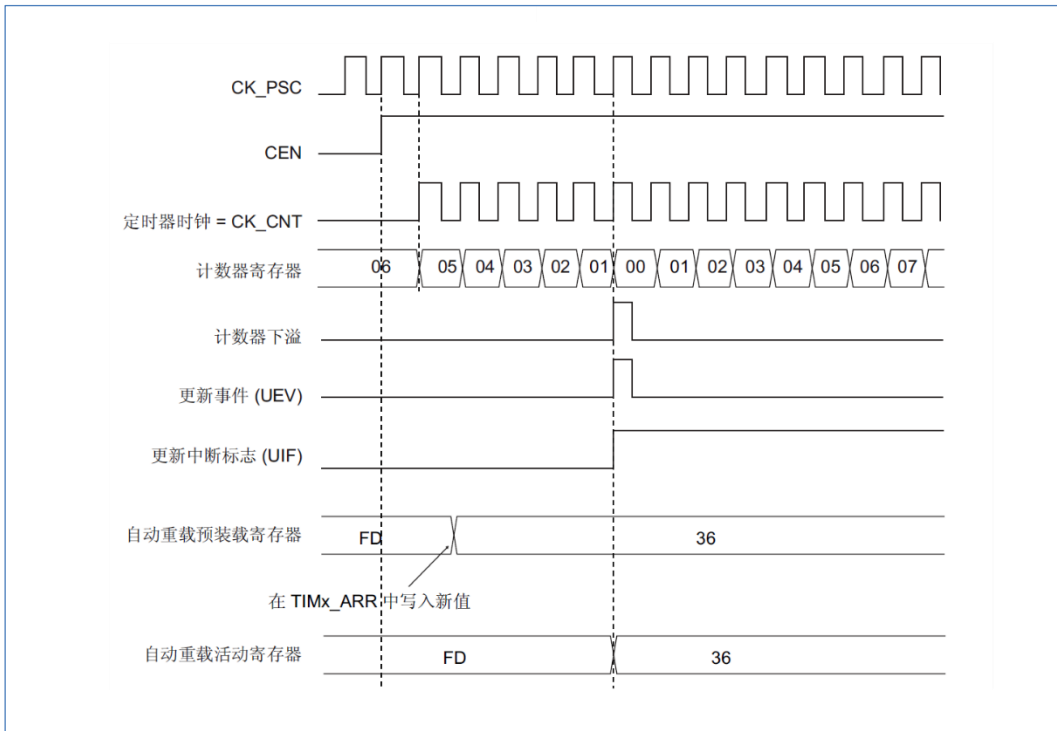 CK_PSC
CEN
定时器时钟 = CK_CNT
计数器寄存器 06 05 04 03 02 01 00 01 02 03 04 05 06 07
计数器下溢
更新事件 (UEV)
更新中断标志 (UIF)
自动重载预装载寄存器 FD 36
在 TIMx_ARR 中写入新值
自动重载活动寄存器 FD 36